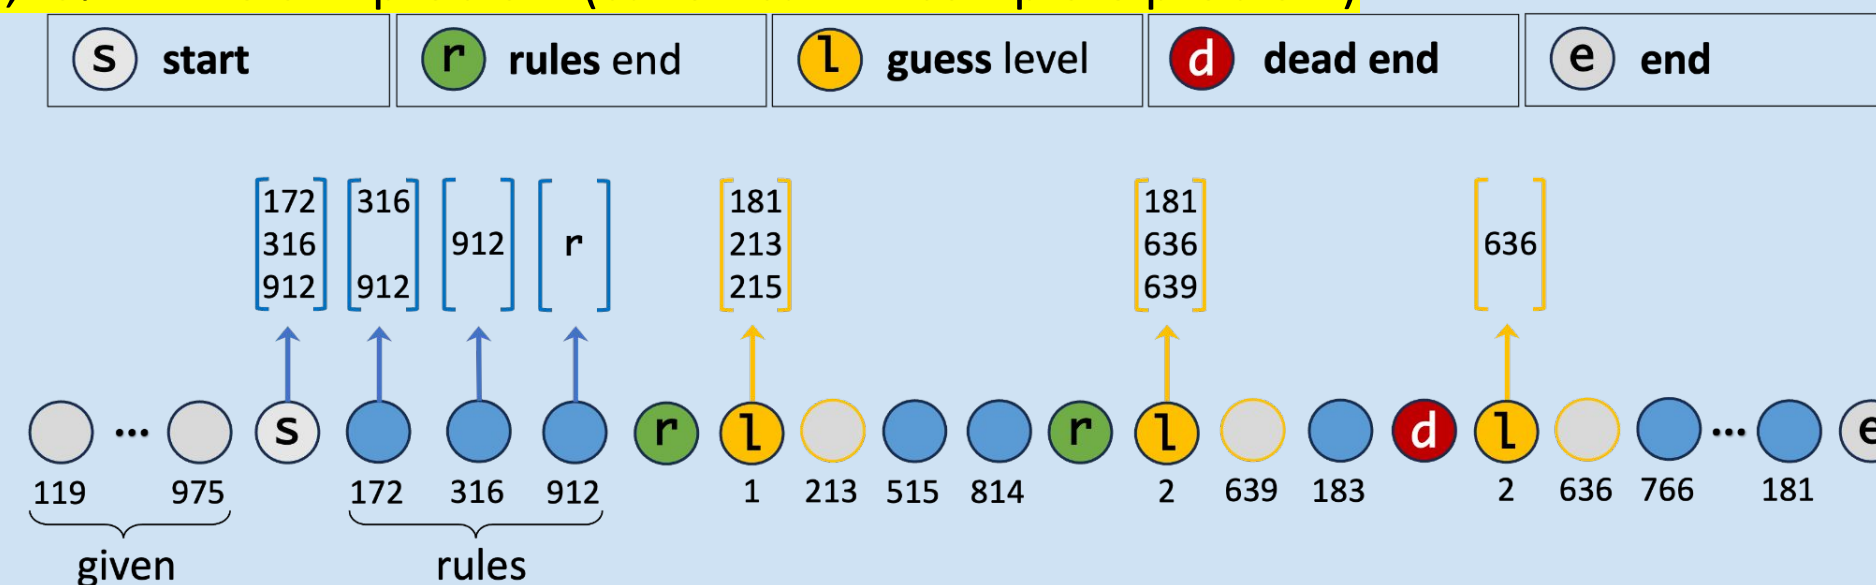 s start r rules end l guess level d dead end e end
172 316 181 181
316 912 r 213 636 636
912 912 215 639
... s r l r l d l ... e
119 975 172 316 912 1 213 515 814 2 639 183 2 636 766 181
given rules